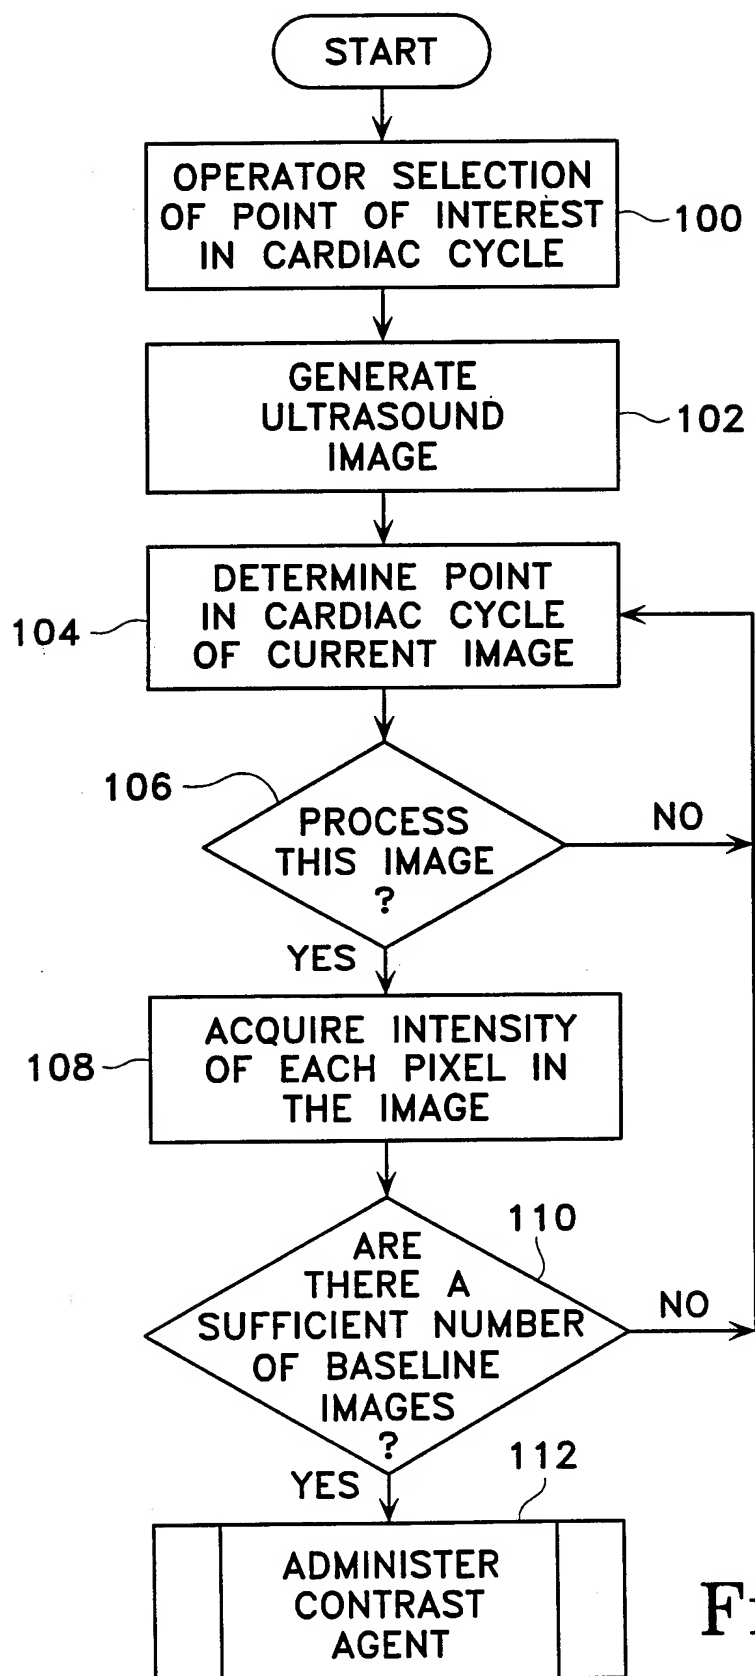 START
OPERATOR SELECTION
OF POINT OF INTEREST
IN CARDIAC CYCLE
100
GENERATE
ULTRASOUND
IMAGE
102
DETERMINE POINT
IN CARDIAC CYCLE
OF CURRENT IMAGE
104
106
PROCESS
THIS IMAGE
?
NO
YES
ACQUIRE INTENSITY
OF EACH PIXEL IN
THE IMAGE
108
110
ARE
THERE A
SUFFICIENT NUMBER
OF BASELINE
IMAGES
?
NO
YES
112
ADMINISTER
CONTRAST
AGENT